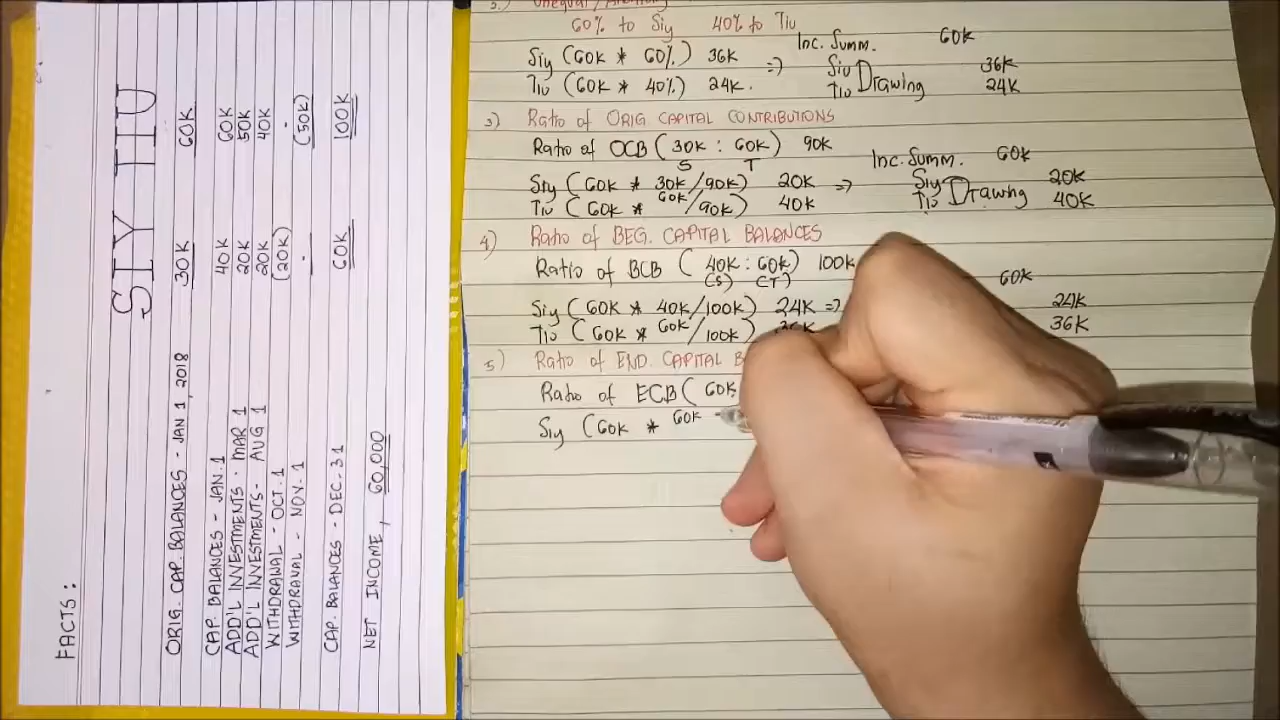 FACTS:
SIY TIU
ORIG. CAP. BALANCES - JAN 1, 2018 30K 60K
CAP. BALANCES - JAN. 1 40K 60K
ADD'L INVESTMENTS - MAR 1 20K 50K
ADD'L INVESTMENTS - AUG 1 20K 40K
WITHDRAWAL - OCT. 1 (20K) -
WITHDRAWAL - NOV. 1 - (50K)
CAP. BALANCES - DEC. 31 60K 100K
NET INCOME, 60,000
60% to Siy 40% to Tiu
Siy (60K * 60%) 36K Inc. Summ. 60K
Tiu (60K * 40%) 24K. => Siy Tiu Drawing 36K 24K
3) Ratio of ORIG CAPITAL CONTRIBUTIONS
Ratio of OCB (30K : 60K) 90K
S T
Inc. Summ. 60K
Siy (60K * 30K/90K) 20K => Siy 20K
Tiu (60K * 60K/90K) 40K Tiu Drawing 40K
4) Ratio of BEG. CAPITAL BALANCES
Ratio of BCB (40K : 60K) 100K
(S) (T) 60K
Siy (60K * 40K/100K) 24K => 24K
Tiu (60K * 60K/100K) 36K
5) Ratio of END. CAPITAL
Ratio of ECB (60K
Siy (60K * 60K